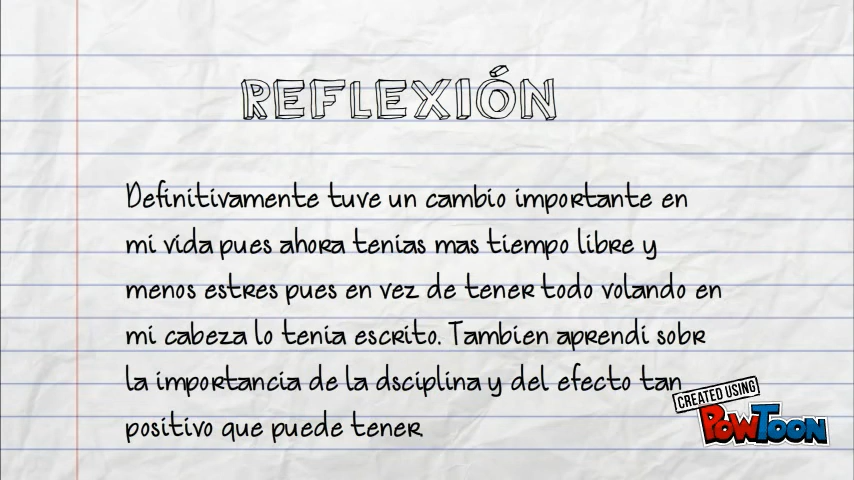 REFLEXIÓN
Definitivamente tuve un cambio importante en
mi vida pues ahora tenias mas tiempo libre y
menos estres pues en vez de tener todo volando en
mi cabeza lo tenia escrito. Tambien aprendi sobr
la importancia de la dsciplina y del efecto tan
positivo que puede tener
CREATED USING
POWTOON